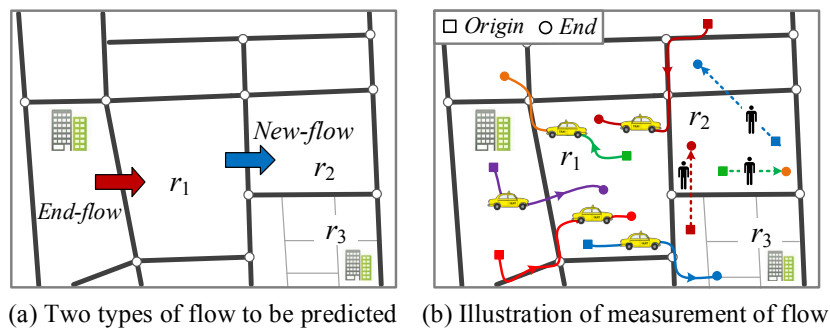 Origin End
New-flow
r2
r1
End-flow
r3
r2
r1
r3
(a) Two types of flow to be predicted
(b) Illustration of measurement of flow